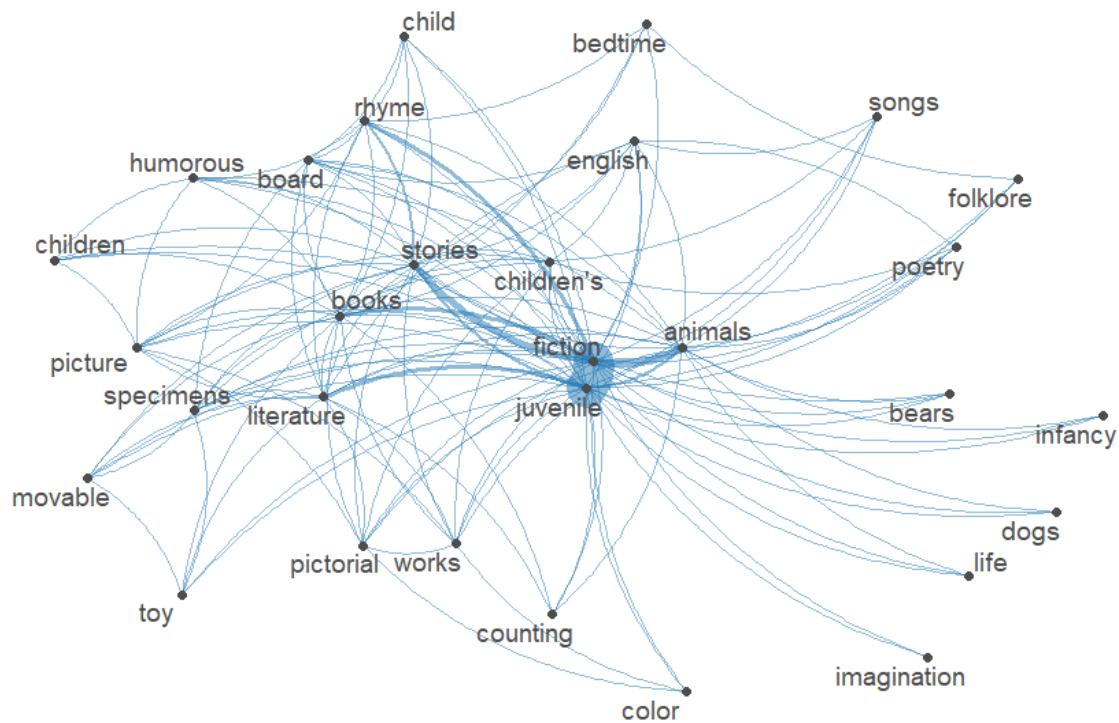 child
bedtime
rhyme
songs
humorous
board
english
folklore
children
stories
children's
poetry
books
animals
fiction
picture
specimens
literature
juvenile
bears
infancy
movable
dogs
pictorial
works
life
toy
counting
imagination
color